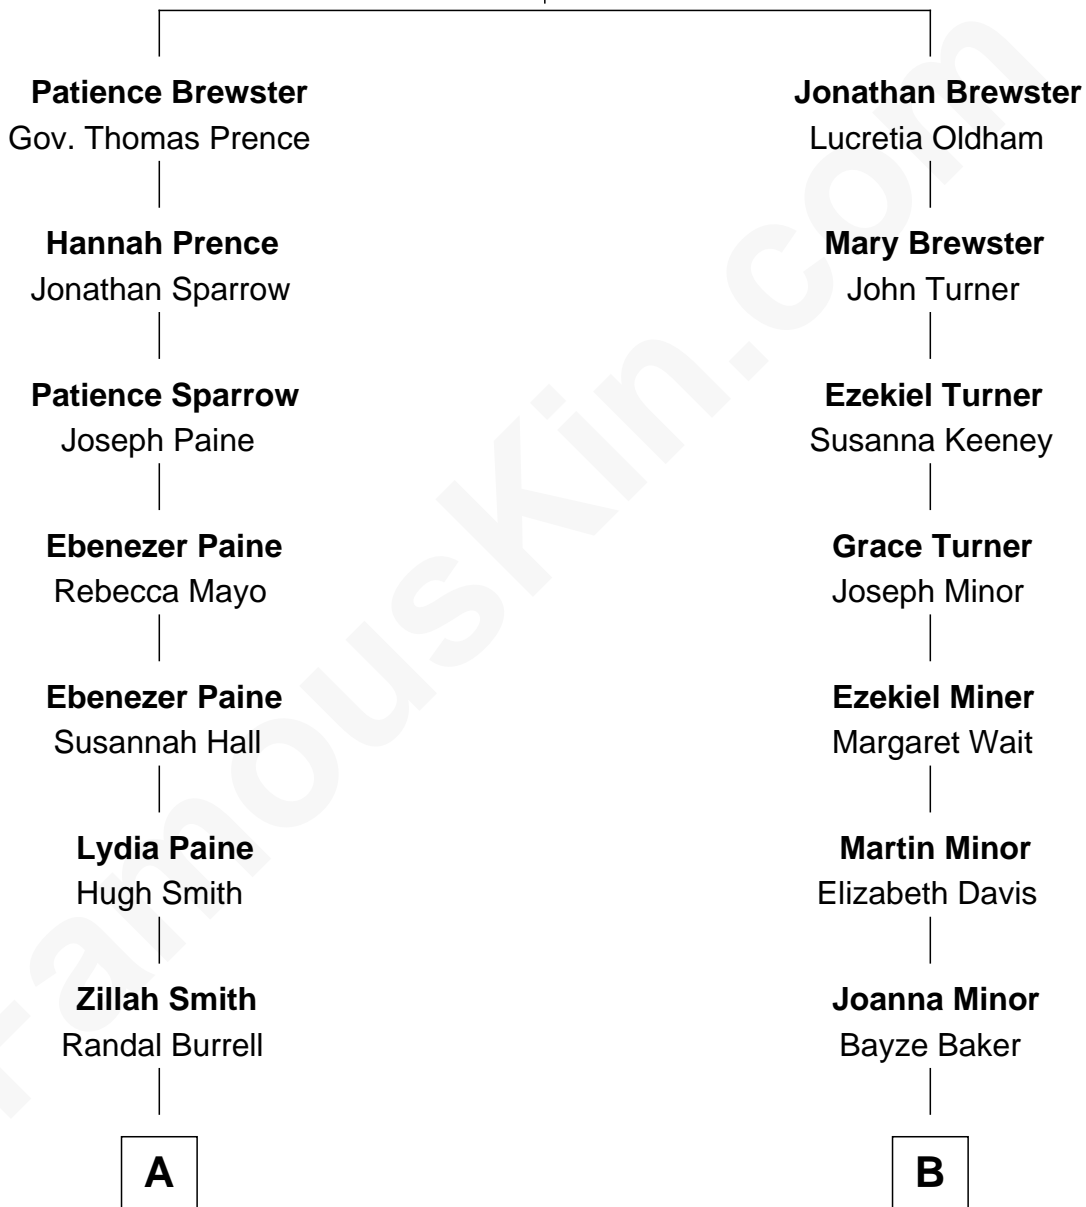 Patience Brewster
Gov. Thomas Prence
Hannah Prence
Jonathan Sparrow
Patience Sparrow
Joseph Paine
Ebenezer Paine
Rebecca Mayo
Ebenezer Paine
Susannah Hall
Lydia Paine
Hugh Smith
Zillah Smith
Randal Burrell
A
Jonathan Brewster
Lucretia Oldham
Mary Brewster
John Turner
Ezekiel Turner
Susanna Keeney
Grace Turner
Joseph Minor
Ezekiel Miner
Margaret Wait
Martin Minor
Elizabeth Davis
Joanna Minor
Bayze Baker
B
FamousKin.com